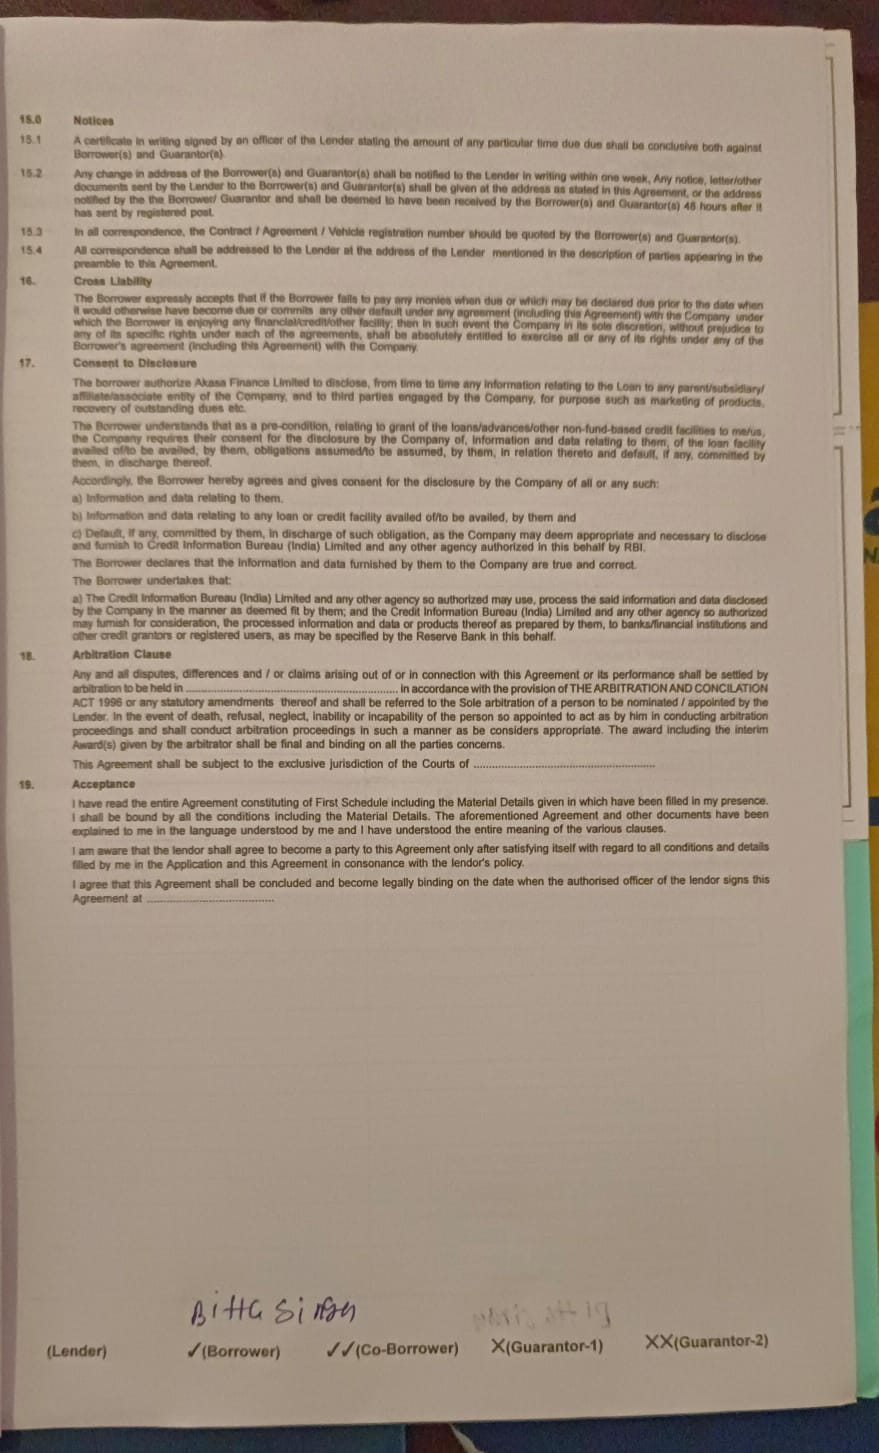 15.0 Notices
15.1 A certificate in writing signed by an officer of the Lender stating the amount of any particular time due due shall be conclusive both against
Borrower(s) and Guarantor(s).
15.2 Any change in address of the Borrower(s) and Guarantor(s) shall be notified to the Lender in writing within one week, Any notice, letter/other
documents sent by the Lender to the Borrower(s) and Guarantor(s) shall be given at the address as stated in this Agreement, or the address
notified by the the Borrower/ Guarantor and shall be deemed to have been received by the Borrower(s) and Guarantor(s) 48 hours after it
has sent by registered post.
15.3 In all correspondence, the Contract / Agreement / Vehicle registration number should be quoted by the Borrower(s) and Guarantor(s).
15.4 All correspondence shall be addressed to the Lender at the address of the Lender mentioned in the description of parties appearing in the
preamble to this Agreement.
16. Cross Liability
The Borrower expressly accepts that if the Borrower fails to pay any monies when due or which may be declared due prior to the date when
it would otherwise have become due or commits any other default under any agreement (including this Agreement) with the Company under
which the Borrower is enjoying any financial/credit/other facility; then in such event the Company in its sole discretion, without prejudice to
any of its specific rights under each of the agreements, shall be absolutely entitled to exercise all or any of its rights under any of the
Borrower's agreement (including this Agreement) with the Company.
17. Consent to Disclosure
The borrower authorize Akasa Finance Limited to disclose, from time to time any information relating to the Loan to any parent/subsidiary/
affiliate/associate entity of the Company, and to third parties engaged by the Company, for purpose such as marketing of products,
recovery of outstanding dues etc.
The Borrower understands that as a pre-condition, relating to grant of the loans/advances/other non-fund-based credit facilities to me/us,
the Company requires their consent for the disclosure by the Company of, information and data relating to them, of the loan facility
availed of/to be availed, by them, obligations assumed/to be assumed, by them, in relation thereto and default, if any, committed by
them, in discharge thereof.
Accordingly, the Borrower hereby agrees and gives consent for the disclosure by the Company of all or any such:
a) Information and data relating to them.
b) Information and data relating to any loan or credit facility availed of/to be availed, by them and
c) Default, if any, committed by them, in discharge of such obligation, as the Company may deem appropriate and necessary to disclose
and furnish to Credit Information Bureau (India) Limited and any other agency authorized in this behalf by RBI.
The Borrower declares that the information and data furnished by them to the Company are true and correct.
The Borrower undertakes that:
a) The Credit Information Bureau (India) Limited and any other agency so authorized may use, process the said information and data disclosed
by the Company in the manner as deemed fit by them; and the Credit Information Bureau (India) Limited and any other agency so authorized
may furnish for consideration, the processed information and data or products thereof as prepared by them, to banks/financial institutions and
other credit grantors or registered users, as may be specified by the Reserve Bank in this behalf.
18. Arbitration Clause
Any and all disputes, differences and / or claims arising out of or in connection with this Agreement or its performance shall be settled by
arbitration to be held in ........................................................ in accordance with the provision of THE ARBITRATION AND CONCILATION
ACT 1996 or any statutory amendments thereof and shall be referred to the Sole arbitration of a person to be nominated / appointed by the
Lender. In the event of death, refusal, neglect, inability or incapability of the person so appointed to act as by him in conducting arbitration
proceedings and shall conduct arbitration proceedings in such a manner as be considers appropriate. The award including the interim
Award(s) given by the arbitrator shall be final and binding on all the parties concerns.
This Agreement shall be subject to the exclusive jurisdiction of the Courts of ................................................
19. Acceptance
I have read the entire Agreement constituting of First Schedule including the Material Details given in which have been filled in my presence.
I shall be bound by all the conditions including the Material Details. The aforementioned Agreement and other documents have been
explained to me in the language understood by me and I have understood the entire meaning of the various clauses.
I am aware that the lendor shall agree to become a party to this Agreement only after satisfying itself with regard to all conditions and details
filled by me in the Application and this Agreement in consonance with the lendor's policy.
I agree that this Agreement shall be concluded and become legally binding on the date when the authorised officer of the lendor signs this
Agreement at ..................................
Bitta Singh
(Lender) ✓(Borrower) ✓✓(Co-Borrower) X(Guarantor-1) XX(Guarantor-2)